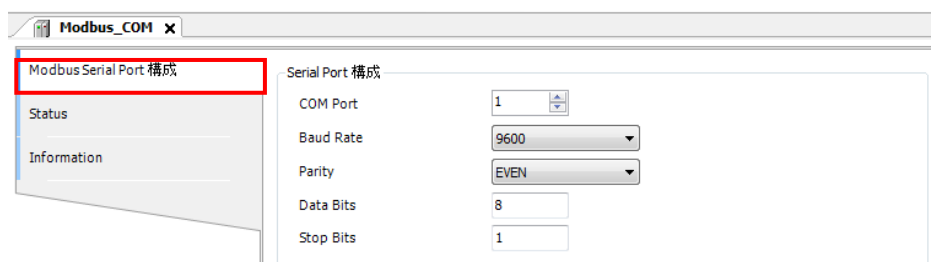 Modbus_COM x
Modbus Serial Port 構成
Status
Information
Serial Port 構成
COM Port 1
Baud Rate 9600
Parity EVEN
Data Bits 8
Stop Bits 1